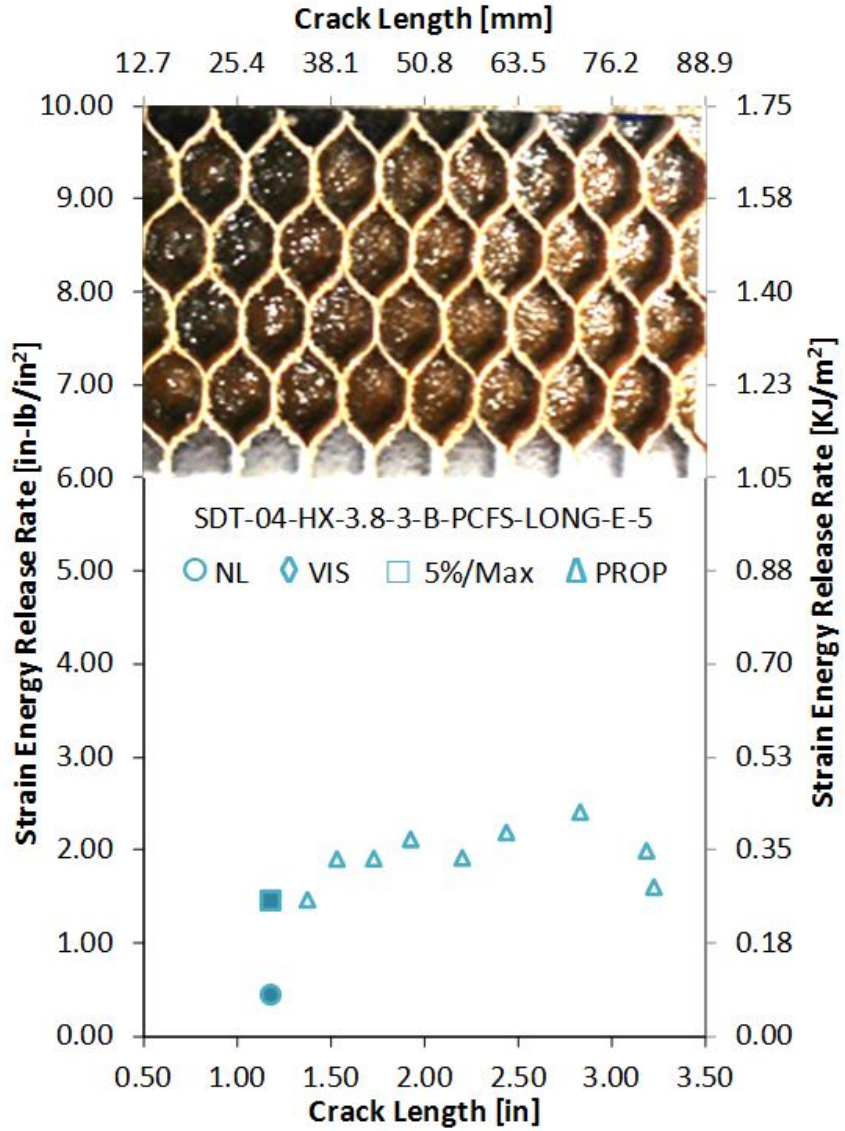 Crack Length [mm]
12.7 25.4 38.1 50.8 63.5 76.2 88.9
10.00 1.75
9.00 1.58
8.00 1.40
7.00 1.23
6.00 1.05
SDT-04-HX-3.8-3-B-PCFS-LONG-E-5
NL VIS 5%/Max PROP
5.00 0.88
4.00 0.70
3.00 0.53
2.00 0.35
1.00 0.18
0.00 0.00
0.50 1.00 1.50 2.00 2.50 3.00 3.50
Crack Length [in]
Strain Energy Release Rate [in-lb/in²]
Strain Energy Release Rate [KJ/m²]